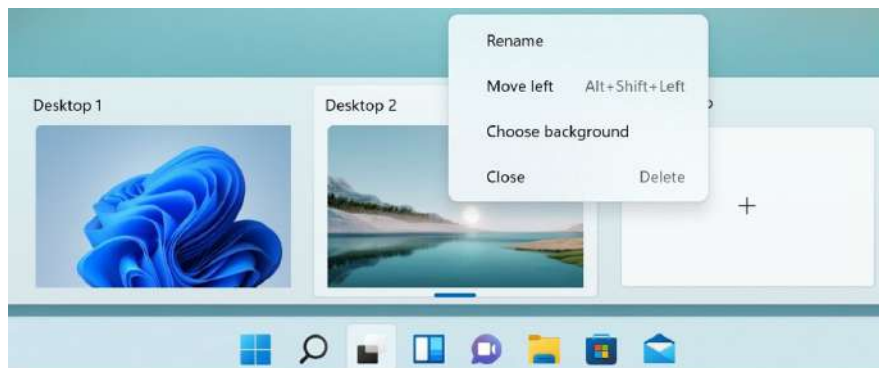 Rename
Move left Alt+Shift+Left
Desktop 1
Desktop 2
Choose background
Close Delete